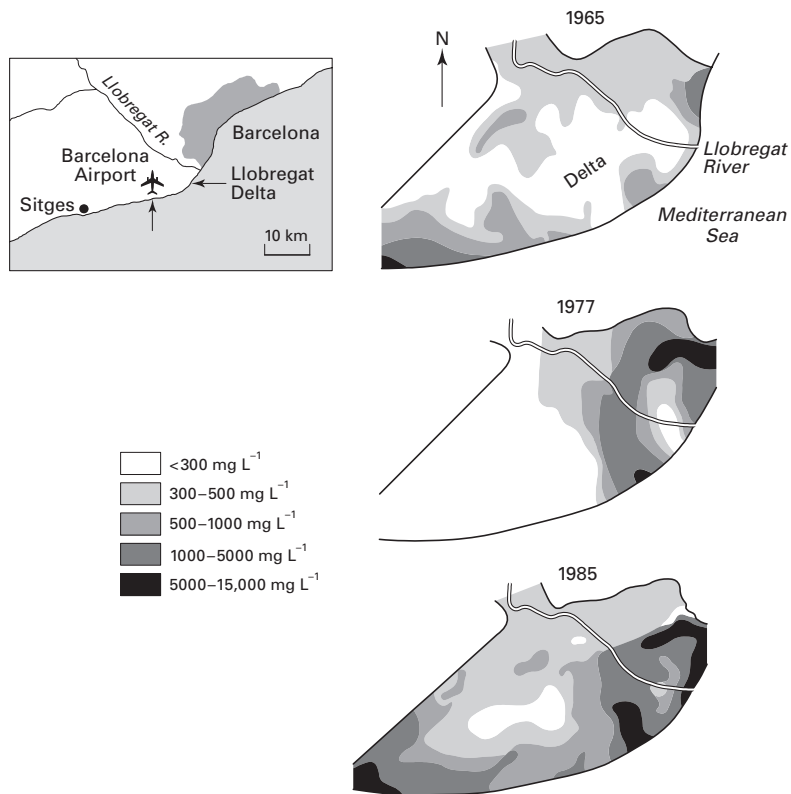 Llobregat R.
Barcelona
Barcelona
Airport
Llobregat
Delta
Sitges
10 km
1965
N
Delta
Llobregat
River
Mediterranean
Sea
1977
<300 mg L⁻¹
300–500 mg L⁻¹
500–1000 mg L⁻¹
1000–5000 mg L⁻¹
5000–15,000 mg L⁻¹
1985